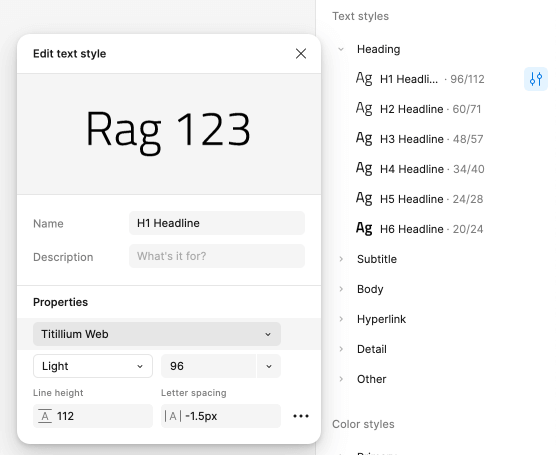 Edit text style
Rag 123
Name
H1 Headline
Description
What's it for?
Properties
Titillium Web
Light
96
Line height
Letter spacing
A 112
|A| -1.5px
Text styles
Heading
Ag H1 Headli... · 96/112
Ag H2 Headline · 60/71
Ag H3 Headline · 48/57
Ag H4 Headline · 34/40
Ag H5 Headline · 24/28
Ag H6 Headline · 20/24
Subtitle
Body
Hyperlink
Detail
Other
Color styles